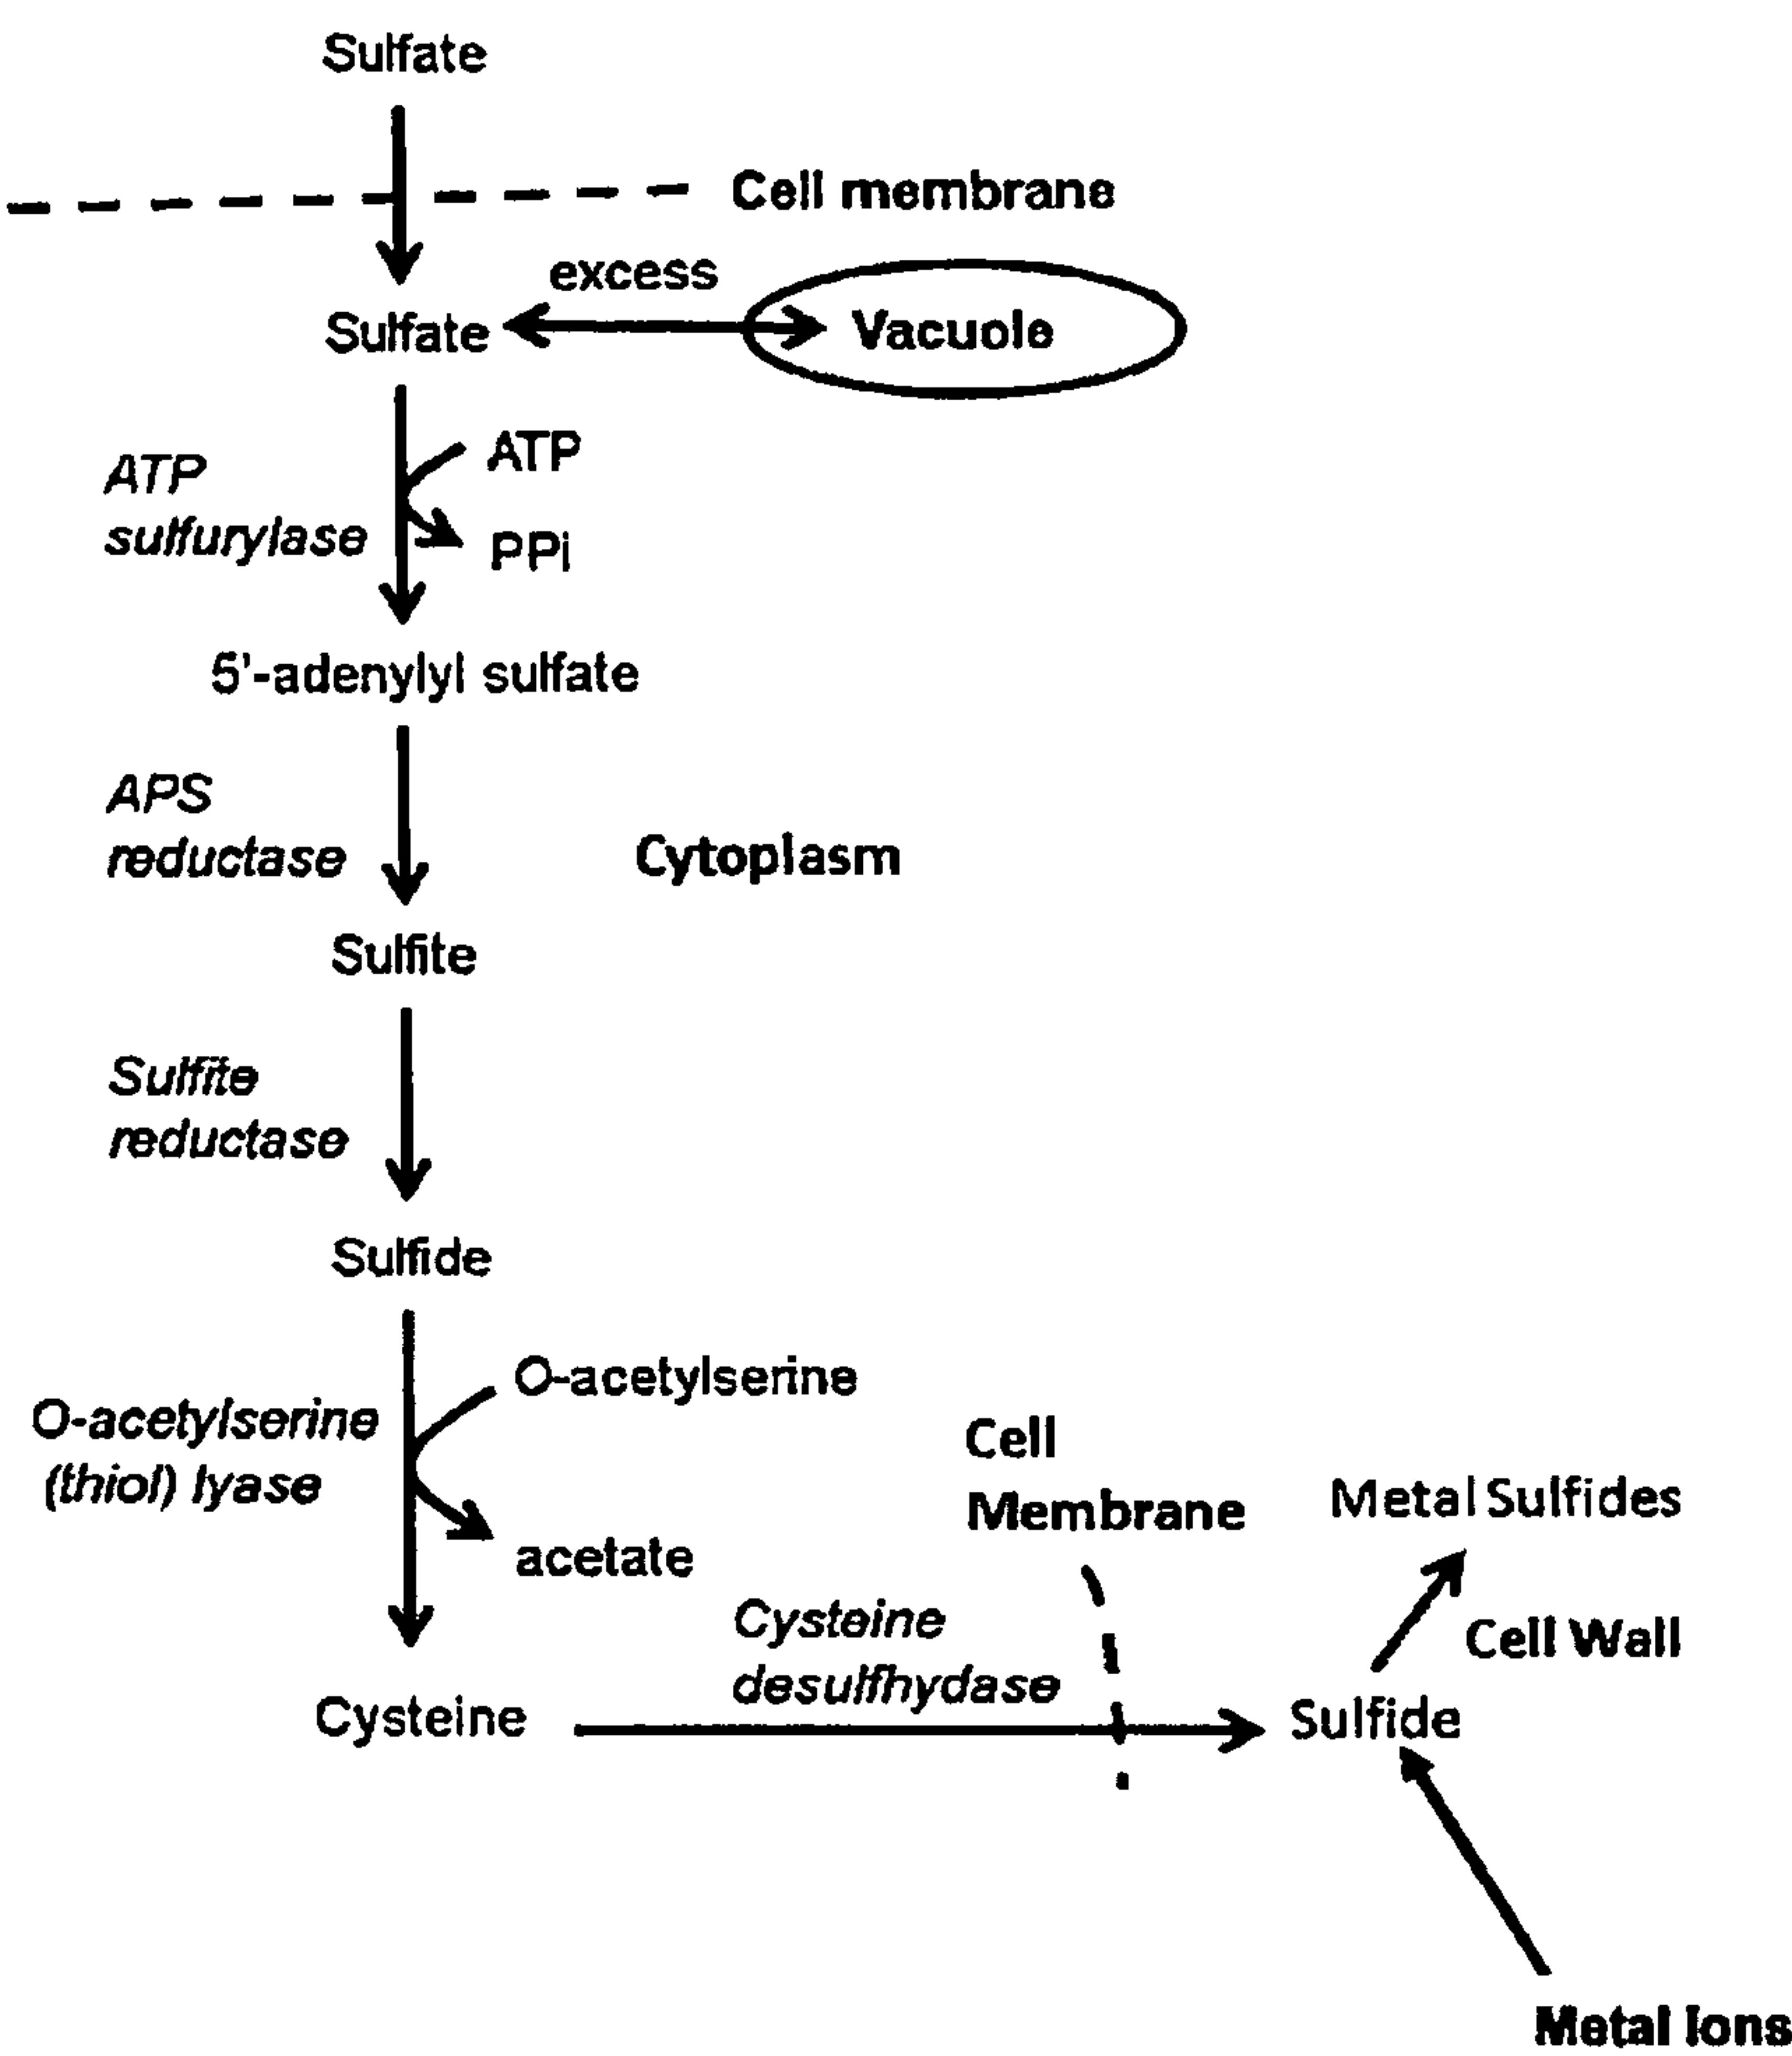 Sulfate
Cell membrane
excess
Sulfate
Vacuole
ATP
sulfurylase
ATP
PPi
5'-adenylyl sulfate
APS
reductase
Cytoplasm
Sulfite
Sulfite
reductase
Sulfide
O-acetylserine
(thiol) lyase
O-acetylserine
acetate
Cell
Membrane
Metal Sulfides
Cysteine
desulfhydase
Cell Wall
Cysteine
Sulfide
Metal Ions